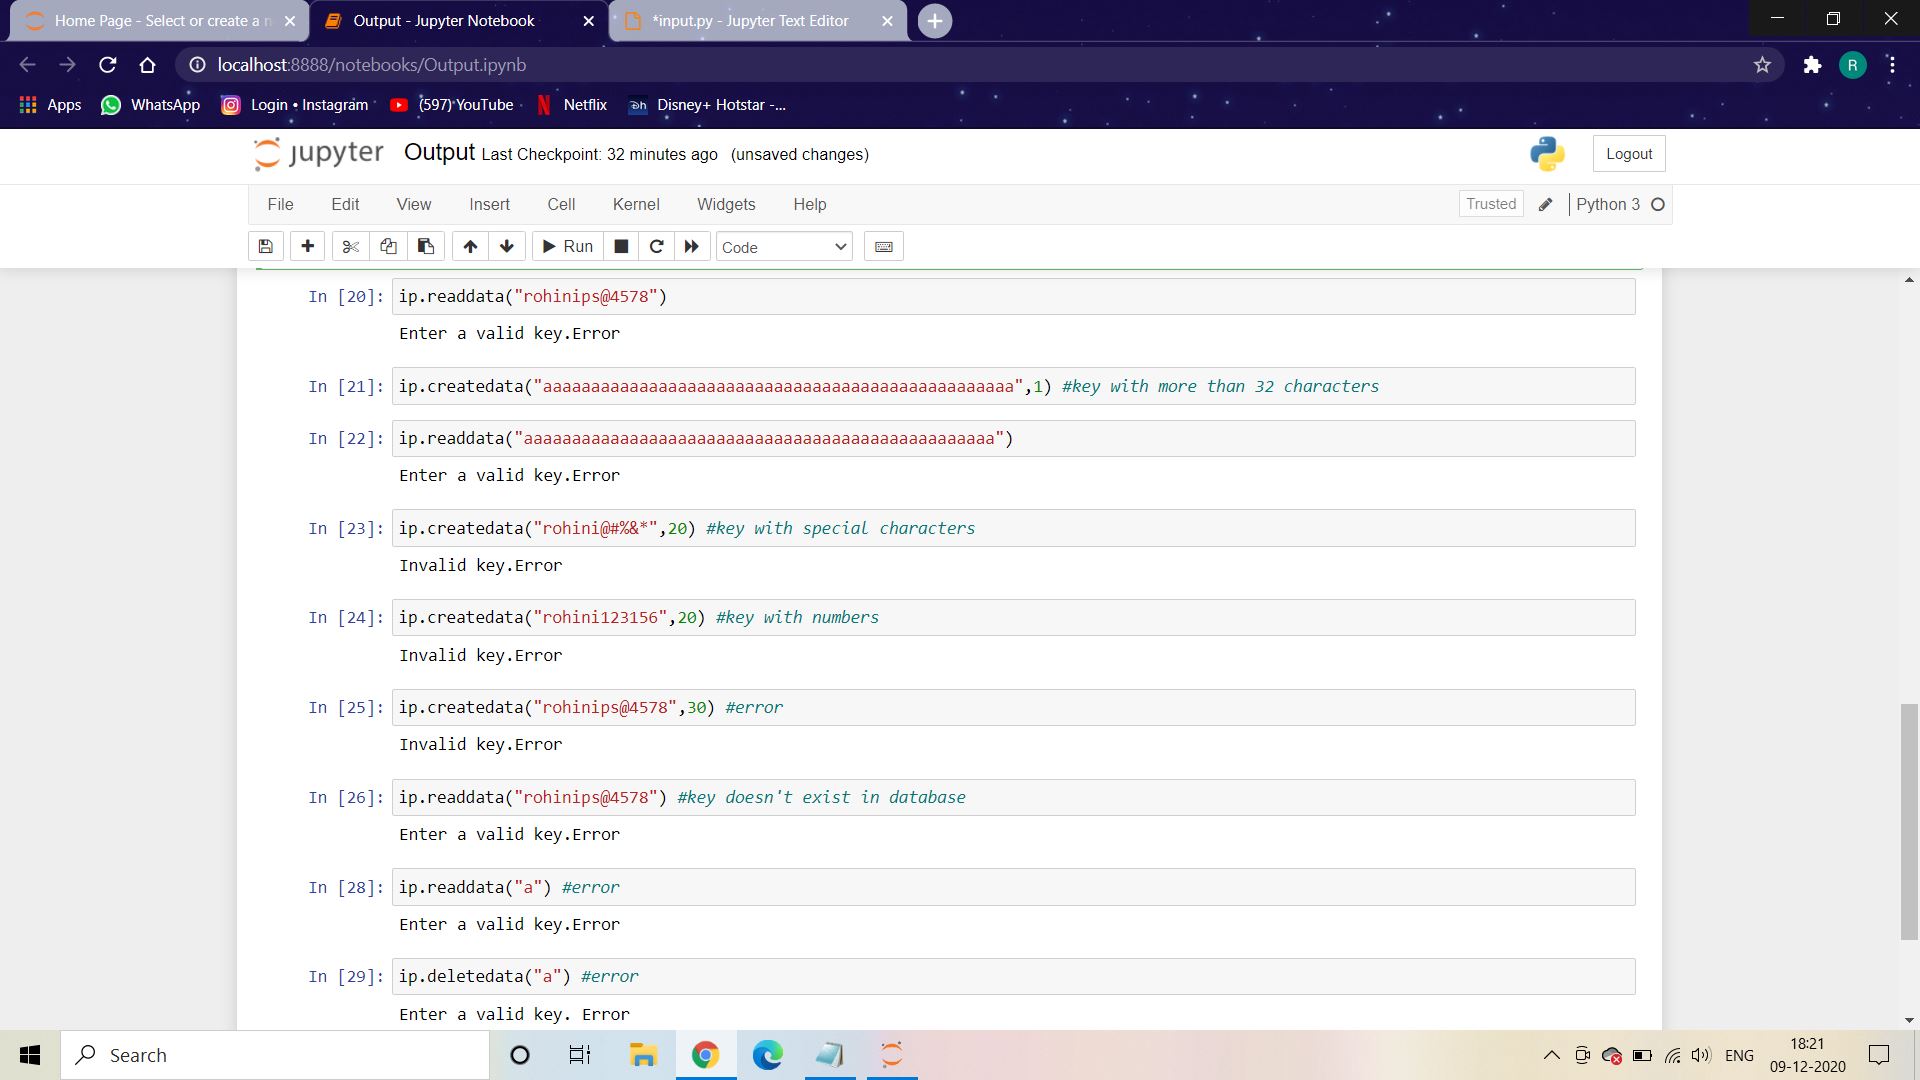 Home Page - Select or create a n
Output - Jupyter Notebook
*input.py - Jupyter Text Editor
localhost:8888/notebooks/Output.ipynb
R
Apps WhatsApp Login • Instagram (597) YouTube Netflix Disney+ Hotstar -...
jupyter Output Last Checkpoint: 32 minutes ago (unsaved changes) Logout
File Edit View Insert Cell Kernel Widgets Help Trusted Python 3
Run Code
In [20]: ip.readdata("rohinips@4578")
Enter a valid key.Error
In [21]: ip.createdata("aaaaaaaaaaaaaaaaaaaaaaaaaaaaaaaaaaaaaaaaaaaaaaaaa",1) #key with more than 32 characters
In [22]: ip.readdata("aaaaaaaaaaaaaaaaaaaaaaaaaaaaaaaaaaaaaaaaaaaaaaaaa")
Enter a valid key.Error
In [23]: ip.createdata("rohini@#%&*",20) #key with special characters
Invalid key.Error
In [24]: ip.createdata("rohini123156",20) #key with numbers
Invalid key.Error
In [25]: ip.createdata("rohinips@4578",30) #error
Invalid key.Error
In [26]: ip.readdata("rohinips@4578") #key doesn't exist in database
Enter a valid key.Error
In [28]: ip.readdata("a") #error
Enter a valid key.Error
In [29]: ip.deletedata("a") #error
Enter a valid key. Error
Search
ENG
18:21
09-12-2020